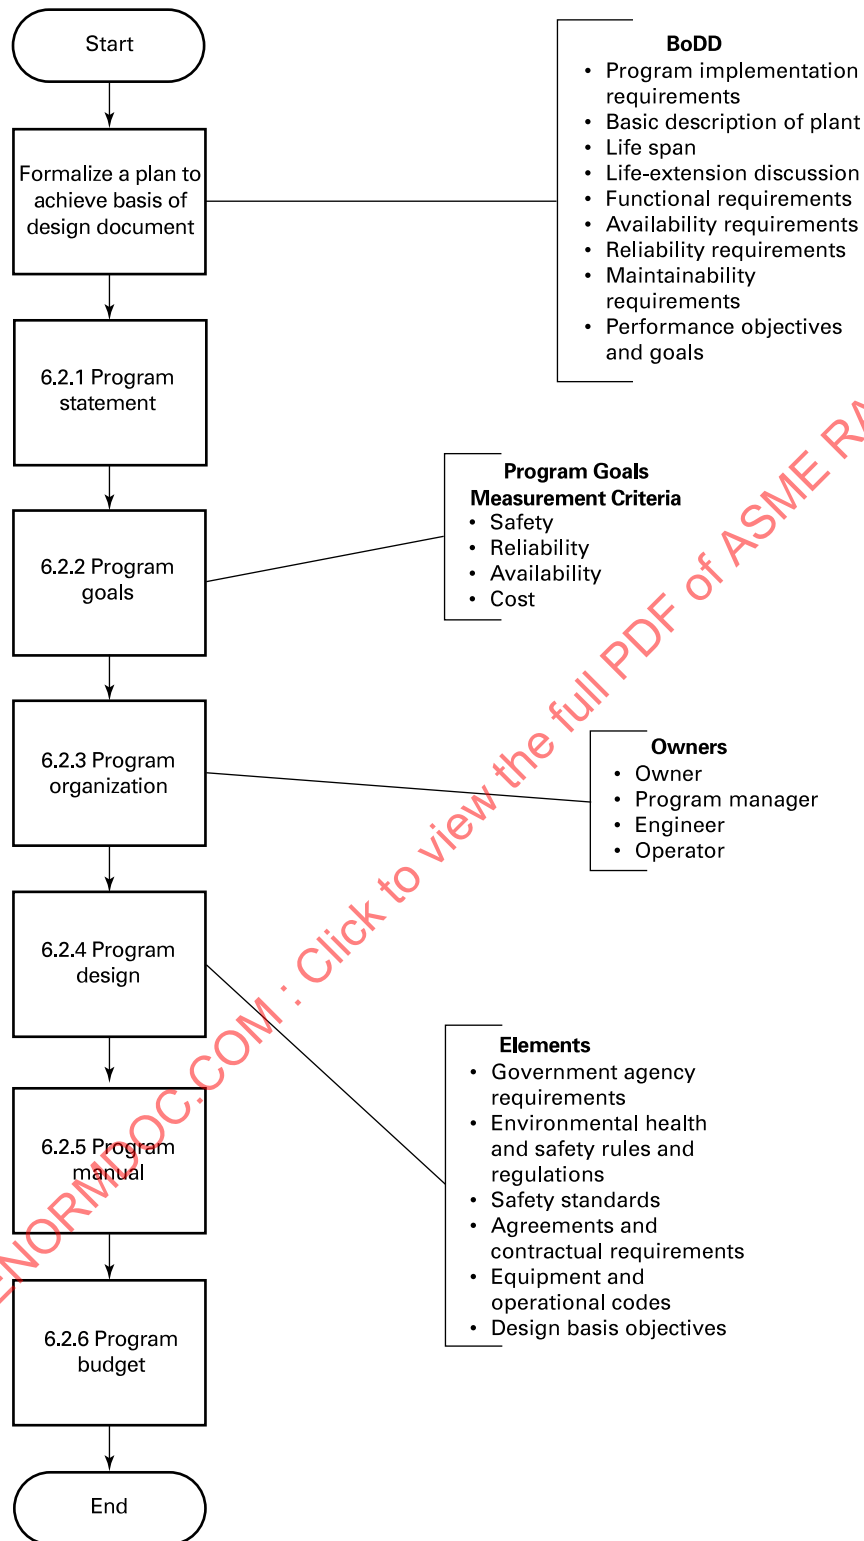 Start
Formalize a plan to
achieve basis of
design document
BoDD
• Program implementation
requirements
• Basic description of plant
• Life span
• Life-extension discussion
• Functional requirements
• Availability requirements
• Reliability requirements
• Maintainability
requirements
• Performance objectives
and goals
6.2.1 Program
statement
6.2.2 Program
goals
Program Goals
Measurement Criteria
• Safety
• Reliability
• Availability
• Cost
6.2.3 Program
organization
Owners
• Owner
• Program manager
• Engineer
• Operator
6.2.4 Program
design
Elements
• Government agency
requirements
• Environmental health
and safety rules and
regulations
• Safety standards
• Agreements and
contractual requirements
• Equipment and
operational codes
• Design basis objectives
6.2.5 Program
manual
6.2.6 Program
budget
End
ENORMDOC.COM : Click to view the full PDF of ASME RA